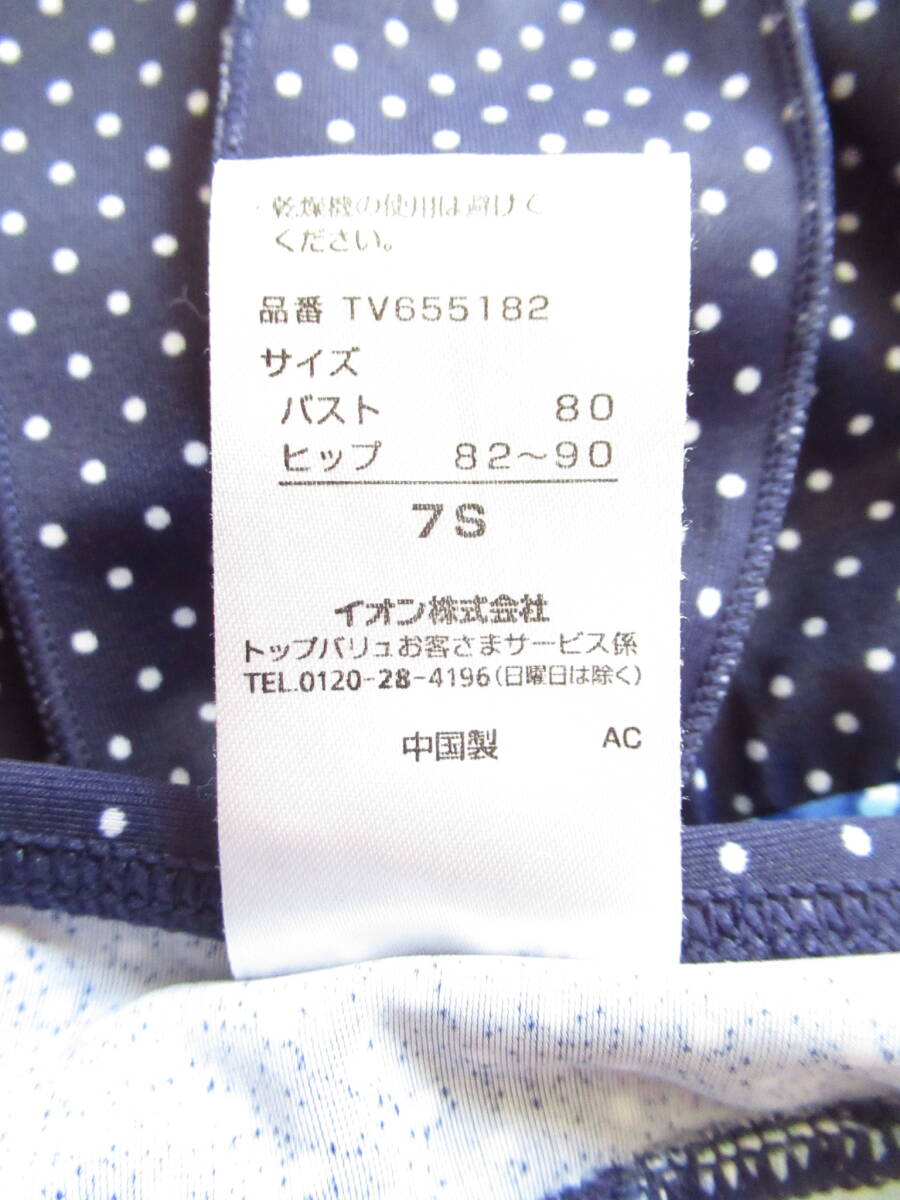 ・乾燥機の使用は避けて
ください。
品番 TV655182
サイズ
バスト 80
ヒップ 82～90
7S
イオン株式会社
トップバリュお客さまサービス係
TEL.0120-28-4196(日曜日は除く)
中国製 AC